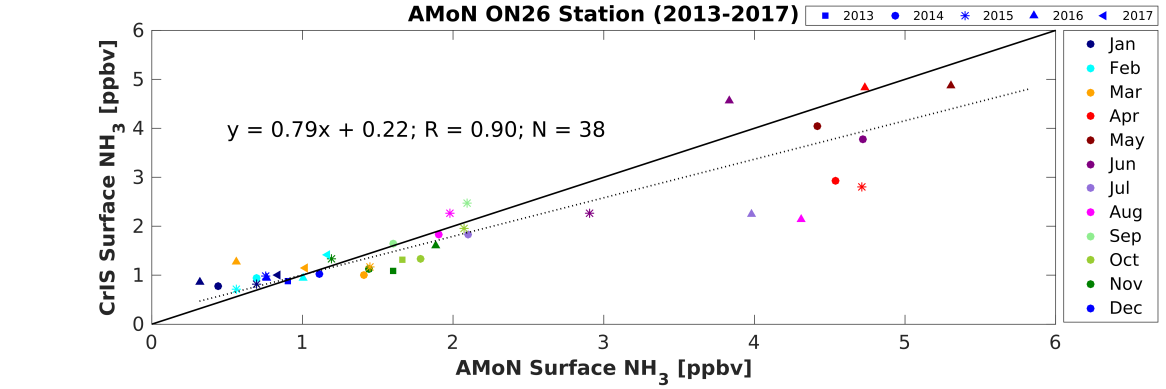 AMoN ON26 Station (2013-2017)
2013 2014 2015 2016 2017
CrIS Surface NH3 [ppbv]
6
5
4
3
2
1
0
y = 0.79x + 0.22; R = 0.90; N = 38
0 1 2 3 4 5 6
AMoN Surface NH3 [ppbv]
Jan
Feb
Mar
Apr
May
Jun
Jul
Aug
Sep
Oct
Nov
Dec